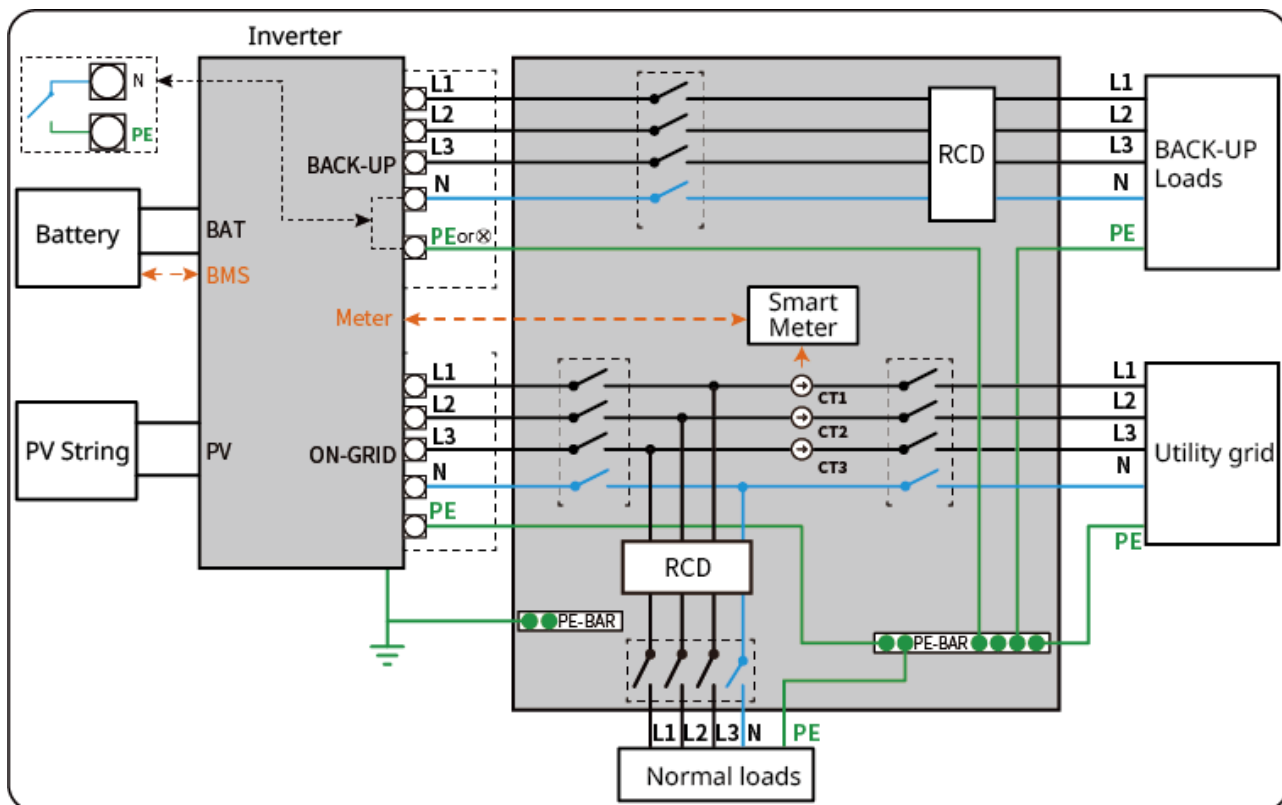 Inverter
N
PE
L1
L2
L3
N
PEor⊗
BACK-UP
RCD
L1
L2
L3
N
PE
BACK-UP
Loads
Battery
BAT
BMS
Meter
Smart
Meter
PV String
PV
ON-GRID
L1
L2
L3
N
PE
CT1
CT2
CT3
L1
L2
L3
N
PE
Utility grid
RCD
PE-BAR
PE-BAR
L1
L2
L3
N
PE
Normal loads